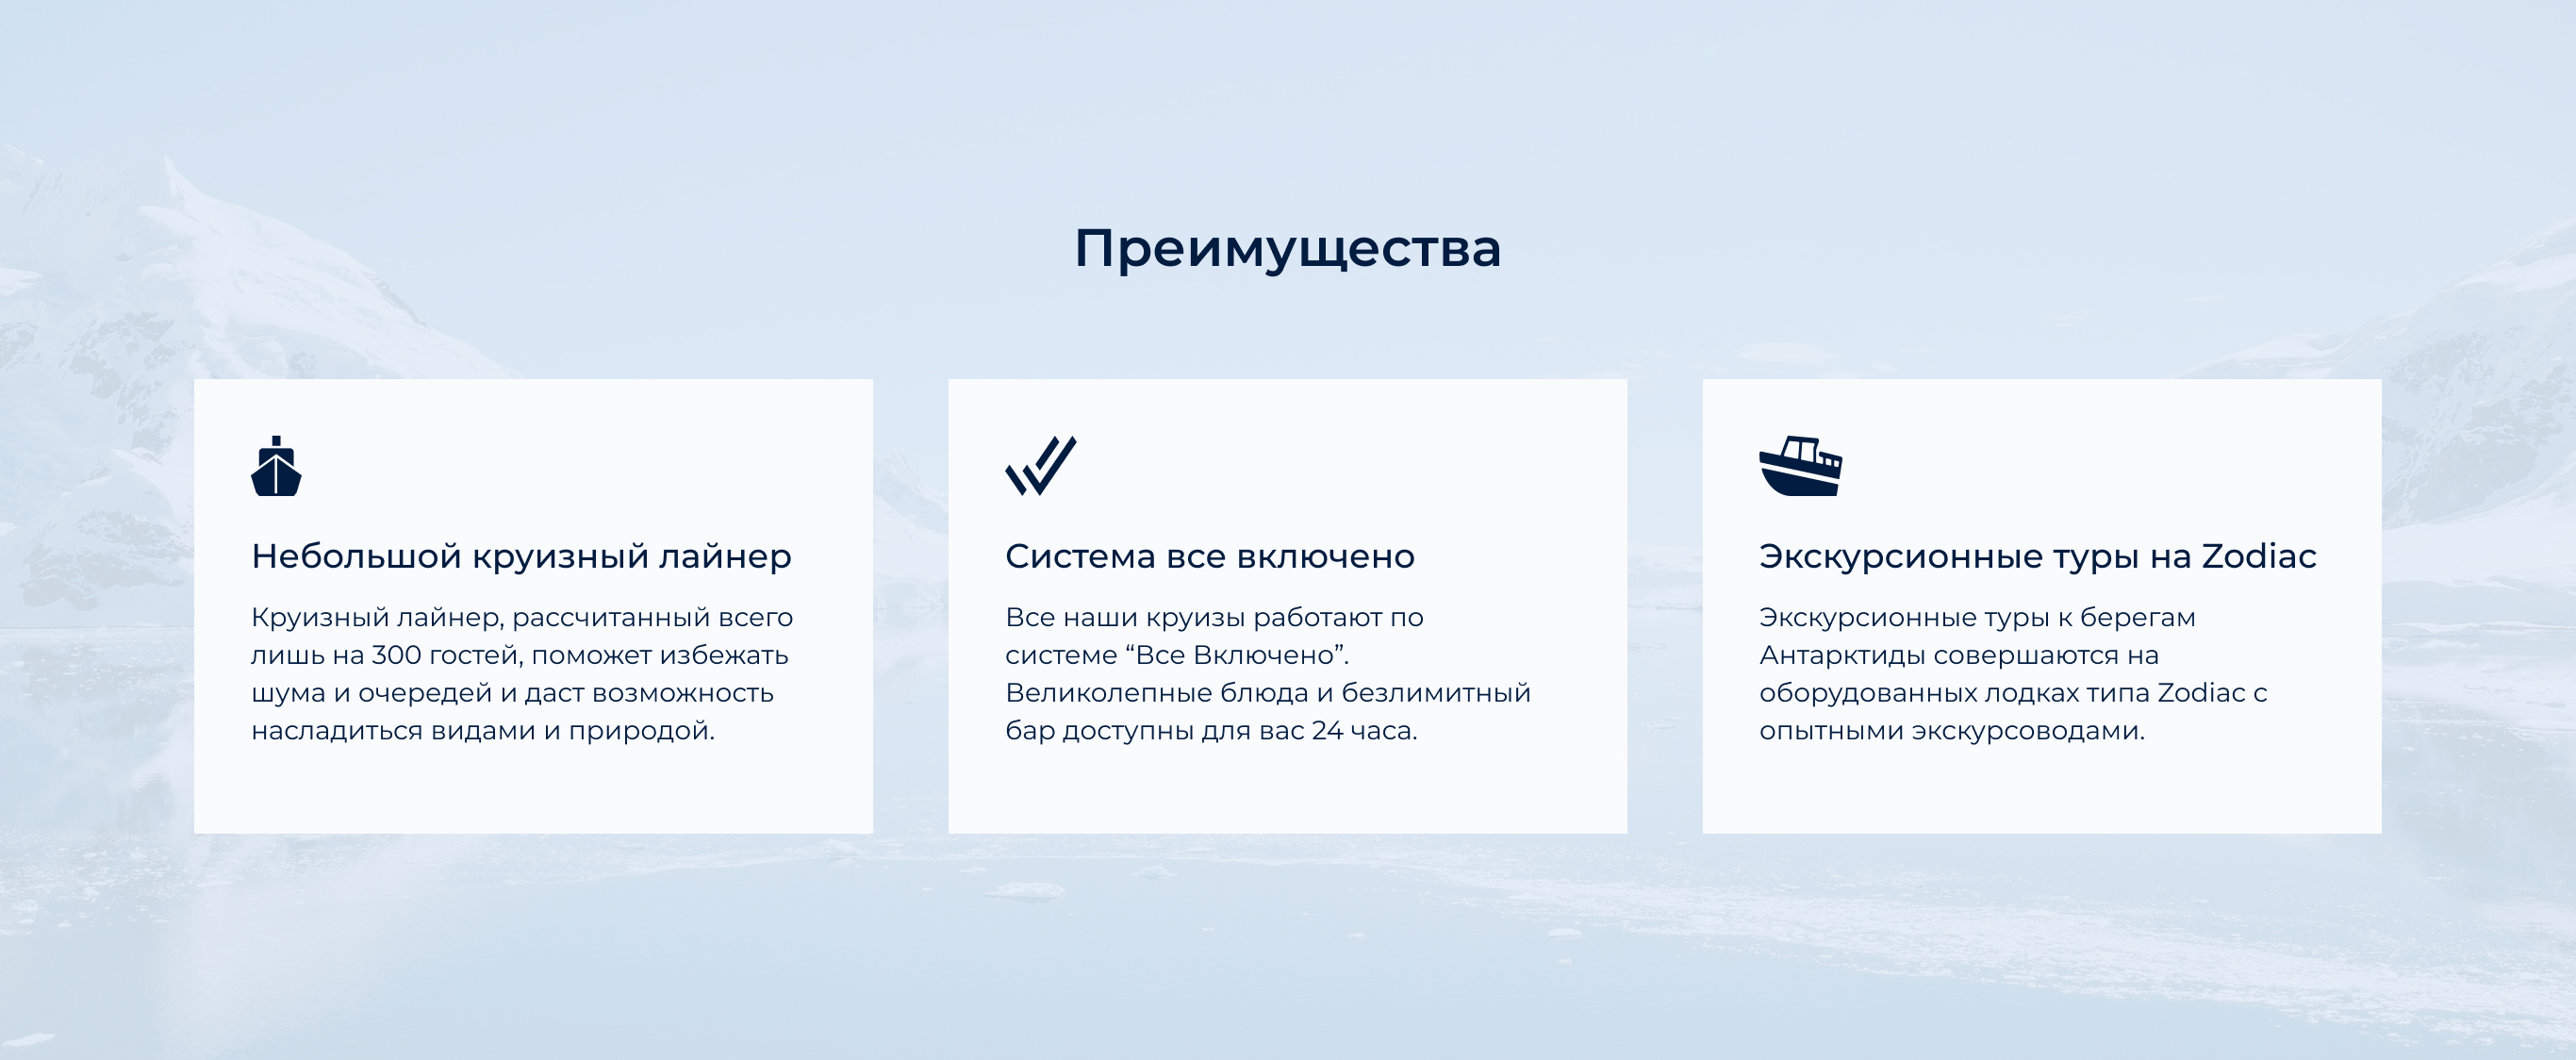 Преимущества
Небольшой круизный лайнер
Круизный лайнер, рассчитанный всего
лишь на 300 гостей, поможет избежать
шума и очередей и даст возможность
насладиться видами и природой.
Система все включено
Все наши круизы работают по
системе “Все Включено”.
Великолепные блюда и безлимитный
бар доступны для вас 24 часа.
Экскурсионные туры на Zodiac
Экскурсионные туры к берегам
Антарктиды совершаются на
оборудованных лодках типа Zodiac с
опытными экскурсоводами.